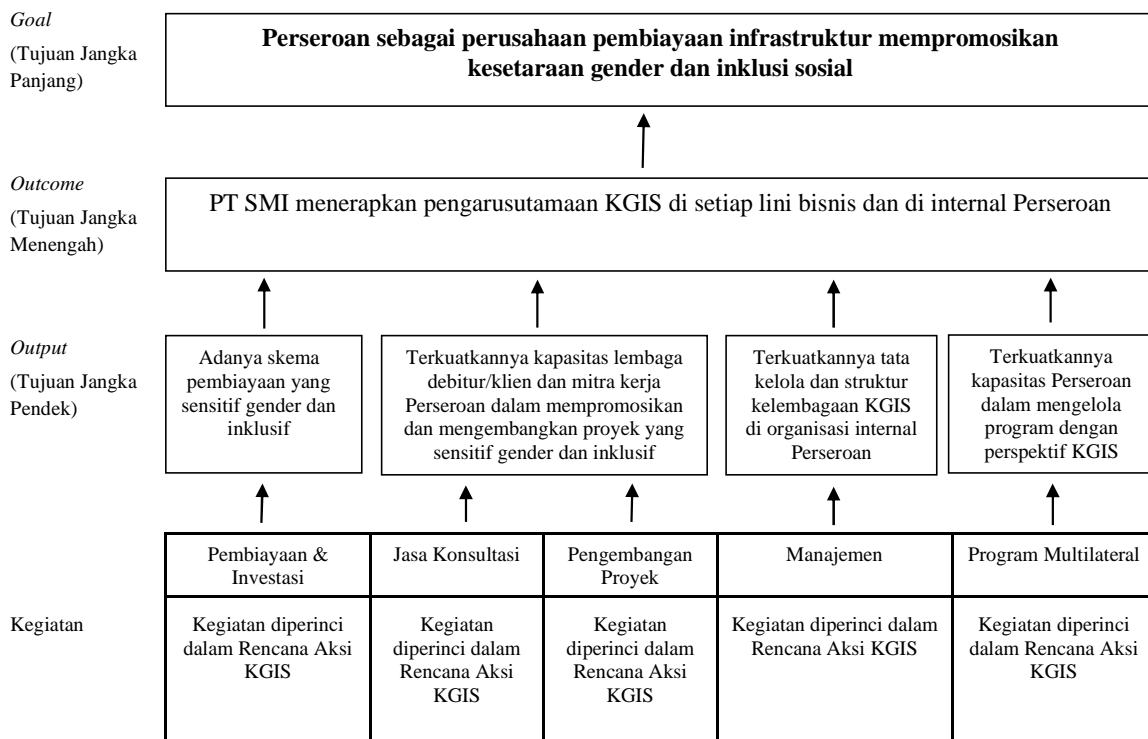 Goal
(Tujuan Jangka
Panjang)
Perseroan sebagai perusahaan pembiayaan infrastruktur mempromosikan
kesetaraan gender dan inklusi sosial
Outcome
(Tujuan Jangka
Menengah)
PT SMI menerapkan pengarusutamaan KGIS di setiap lini bisnis dan di internal Perseroan
Output
(Tujuan Jangka
Pendek)
Adanya skema
pembiayaan yang
sensitif gender dan
inklusif
Terkuatkannya kapasitas lembaga
debitur/klien dan mitra kerja
Perseroan dalam mempromosikan
dan mengembangkan proyek yang
sensitif gender dan inklusif
Terkuatkannya tata
kelola dan struktur
kelembagaan KGIS
di organisasi internal
Perseroan
Terkuatkannya
kapasitas Perseroan
dalam mengelola
program dengan
perspektif KGIS
Pembiayaan &
Investasi
Jasa Konsultasi
Pengembangan
Proyek
Manajemen
Program Multilateral
Kegiatan
Kegiatan diperinci
dalam Rencana Aksi
KGIS
Kegiatan
diperinci dalam
Rencana Aksi
KGIS
Kegiatan
diperinci dalam
Rencana Aksi
KGIS
Kegiatan diperinci dalam
Rencana Aksi KGIS
Kegiatan diperinci
dalam Rencana Aksi
KGIS